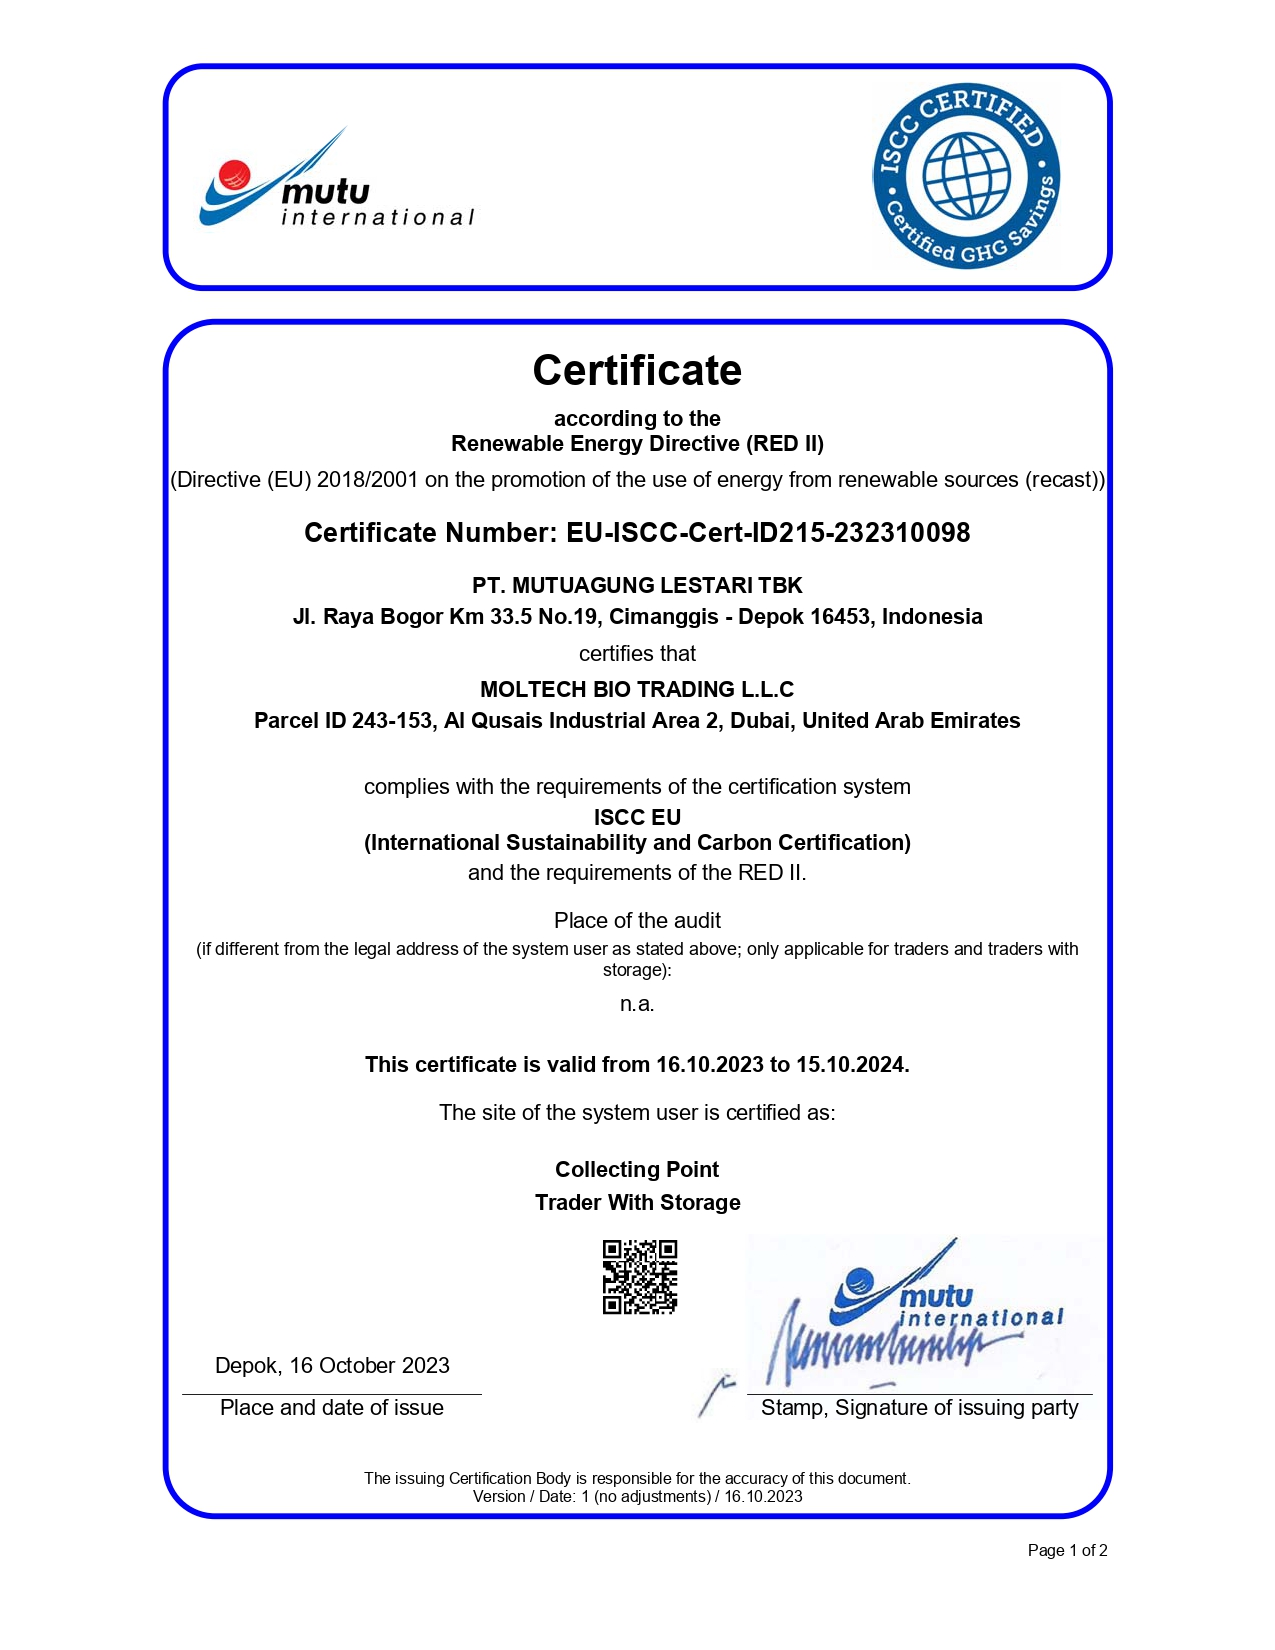 mutu
international
ISCC CERTIFIED
Certified GHG Savings
Certificate
according to the
Renewable Energy Directive (RED II)
(Directive (EU) 2018/2001 on the promotion of the use of energy from renewable sources (recast))
Certificate Number: EU-ISCC-Cert-ID215-232310098
PT. MUTUAGUNG LESTARI TBK
Jl. Raya Bogor Km 33.5 No.19, Cimanggis - Depok 16453, Indonesia
certifies that
MOLTECH BIO TRADING L.L.C
Parcel ID 243-153, Al Qusais Industrial Area 2, Dubai, United Arab Emirates
complies with the requirements of the certification system
ISCC EU
(International Sustainability and Carbon Certification)
and the requirements of the RED II.
Place of the audit
(if different from the legal address of the system user as stated above; only applicable for traders and traders with
storage):
n.a.
This certificate is valid from 16.10.2023 to 15.10.2024.
The site of the system user is certified as:
Collecting Point
Trader With Storage
mutu
international
Depok, 16 October 2023
Place and date of issue
Stamp, Signature of issuing party
The issuing Certification Body is responsible for the accuracy of this document.
Version / Date: 1 (no adjustments) / 16.10.2023
Page 1 of 2